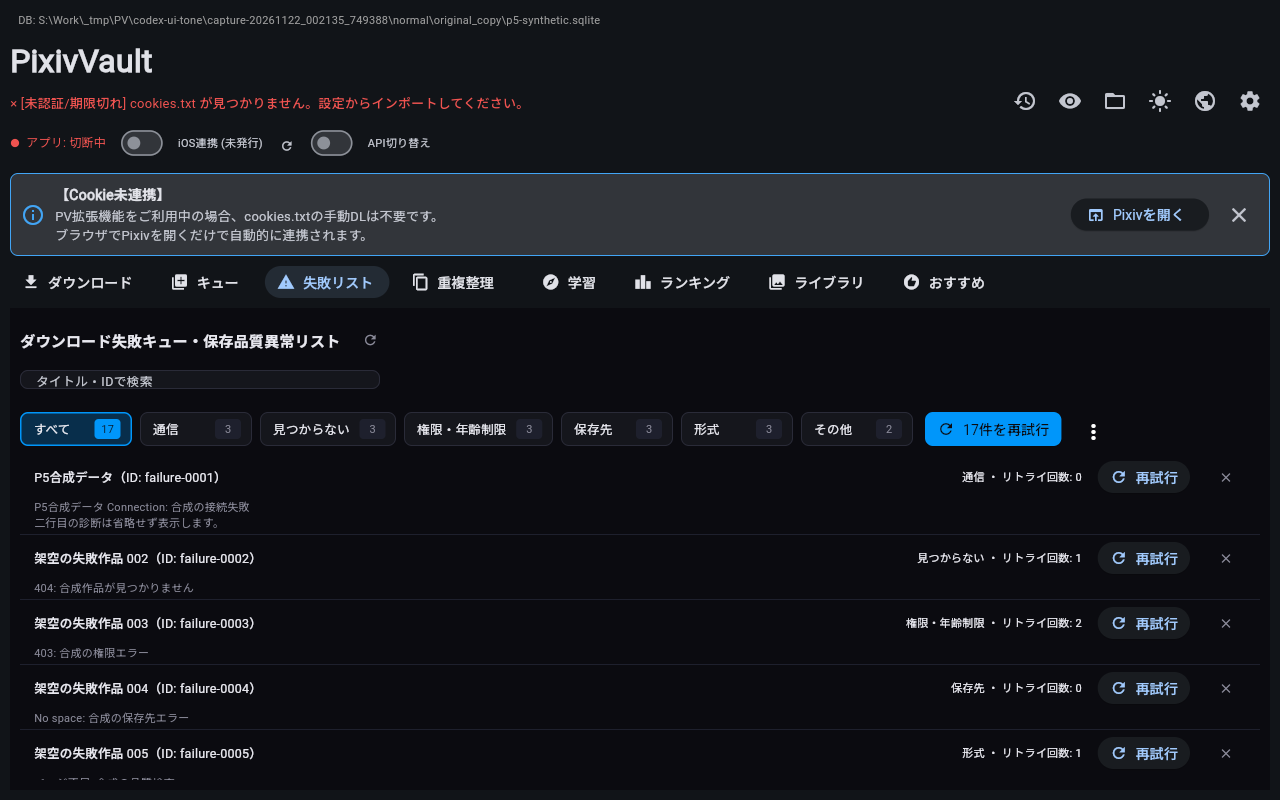 DB: S:\Work\_tmp\PV\codex-ui-tone\capture-20261122_002135_749388\normal\original_copy\p5-synthetic.sqlite
PixivVault
× [未認証/期限切れ] cookies.txt が見つかりません。設定からインポートしてください。
アプリ: 切断中 iOS連携 (未発行) API切り替え
【Cookie未連携】
PV拡張機能をご利用中の場合、cookies.txtの手動DLは不要です。
ブラウザでPixivを開くだけで自動的に連携されます。
Pixivを開く
ダウンロード キュー 失敗リスト 重複整理 学習 ランキング ライブラリ おすすめ
ダウンロード失敗キュー・保存品質異常リスト
タイトル・IDで検索
すべて 17 通信 3 見つからない 3 権限・年齢制限 3 保存先 3 形式 3 その他 2 17件を再試行
P5合成データ（ID: failure-0001） 通信 ・ リトライ回数: 0 再試行
P5合成データ Connection: 合成の接続失敗
二行目の診断は省略せず表示します。
架空の失敗作品 002（ID: failure-0002） 見つからない ・ リトライ回数: 1 再試行
404: 合成作品が見つかりません
架空の失敗作品 003（ID: failure-0003） 権限・年齢制限 ・ リトライ回数: 2 再試行
403: 合成の権限エラー
架空の失敗作品 004（ID: failure-0004） 保存先 ・ リトライ回数: 0 再試行
No space: 合成の保存先エラー
架空の失敗作品 005（ID: failure-0005） 形式 ・ リトライ回数: 1 再試行